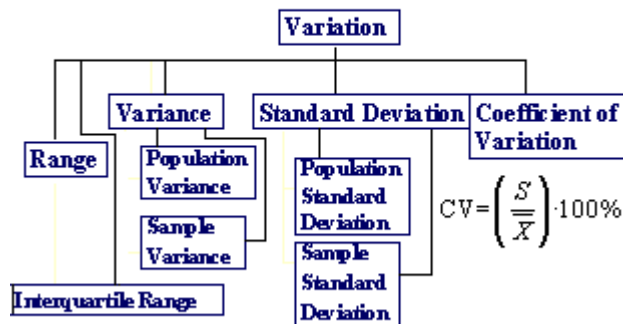 Variation
Variance
Standard Deviation
Coefficient of
Variation
Range
Population
Variance
Population
Standard
Deviation
CV = (S / X̅) · 100%
Sample
Variance
Sample
Standard
Deviation
Interquartile Range